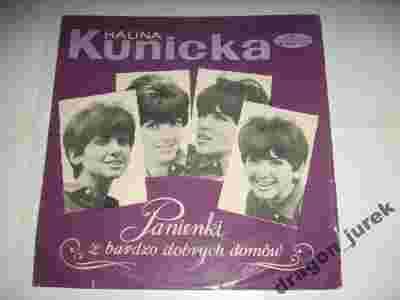 HALINA
Kunicka
Panienki
z bardzo dobrych domów
dragon_jurek